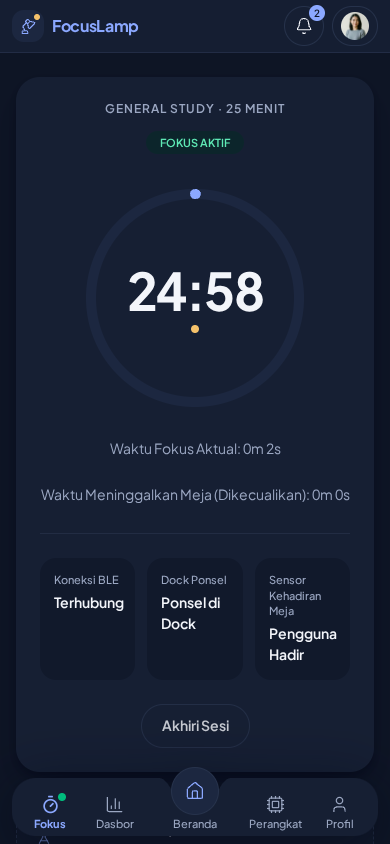 FocusLamp
2
GENERAL STUDY · 25 MENIT
FOKUS AKTIF
24:58
Waktu Fokus Aktual: 0m 2s
Waktu Meninggalkan Meja (Dikecualikan): 0m 0s
Koneksi BLE
Terhubung
Dock Ponsel
Ponsel di
Dock
Sensor
Kehadiran
Meja
Pengguna
Hadir
Akhiri Sesi
Fokus
Dasbor
Beranda
Perangkat
Profil